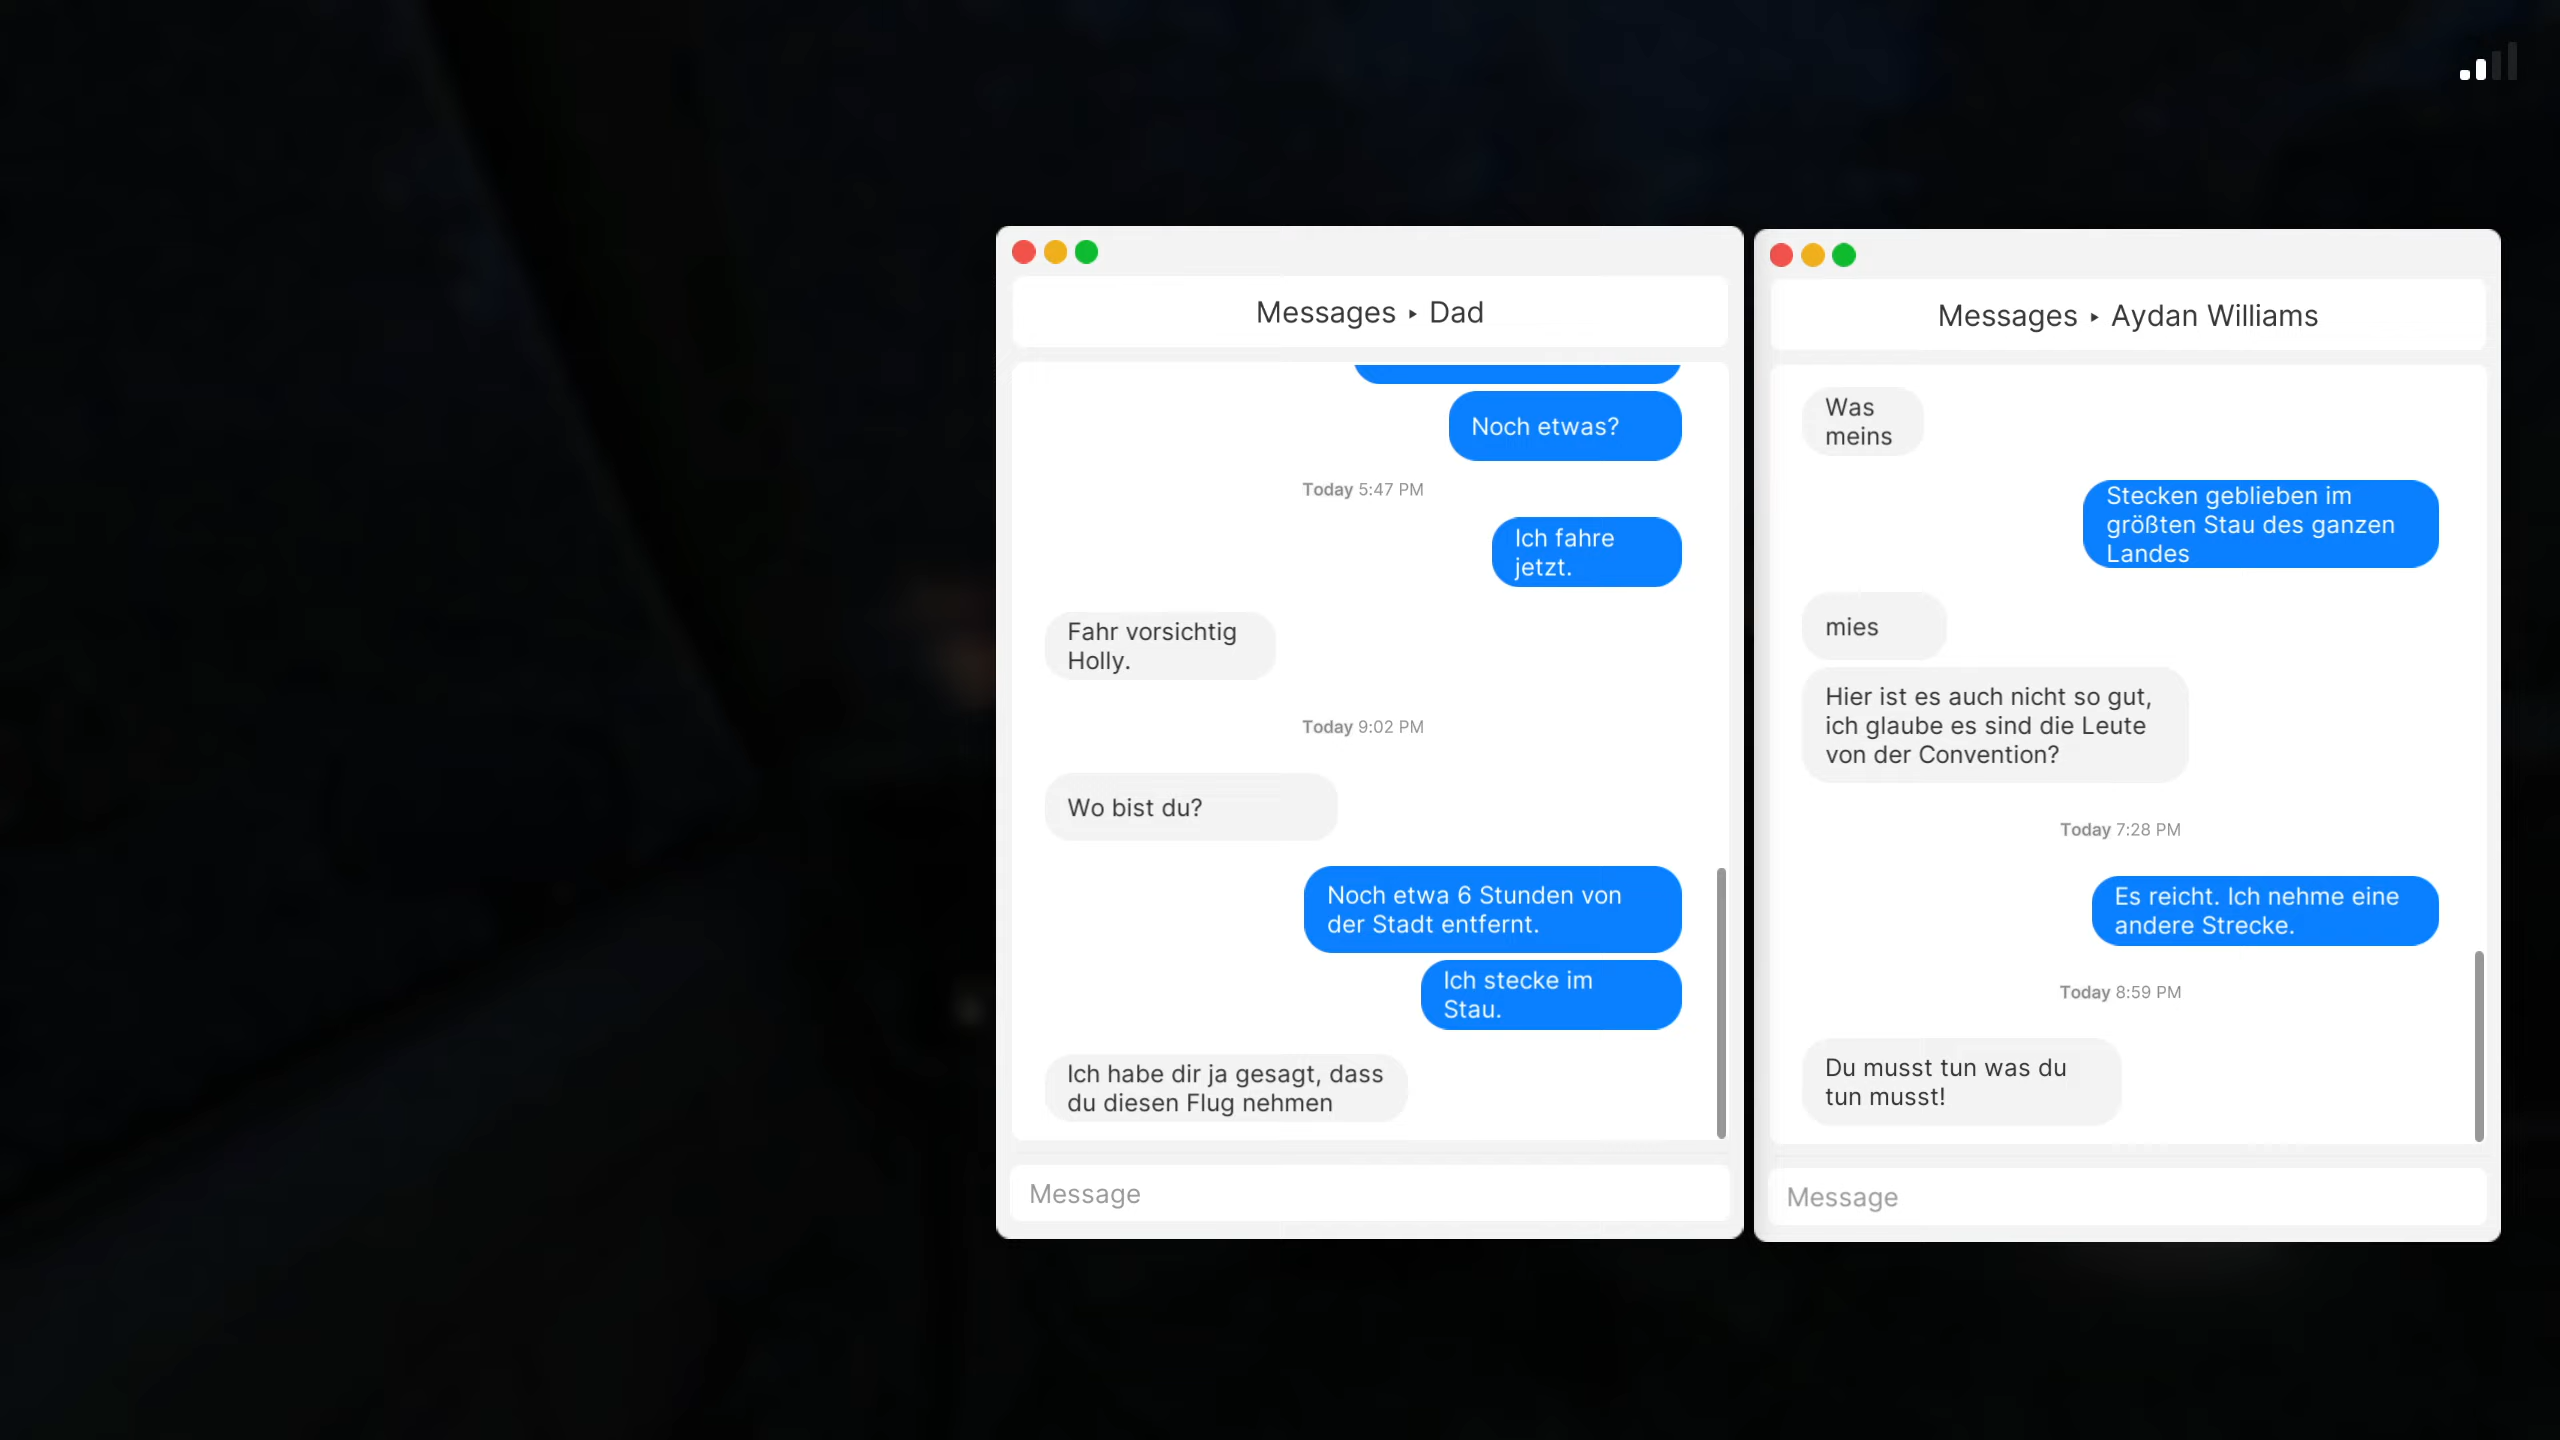 Messages ▸ Dad
Noch etwas?
Today 5:47 PM
Ich fahre
jetzt.
Fahr vorsichtig
Holly.
Today 9:02 PM
Wo bist du?
Noch etwa 6 Stunden von
der Stadt entfernt.
Ich stecke im
Stau.
Ich habe dir ja gesagt, dass
du diesen Flug nehmen
Message
Messages ▸ Aydan Williams
Was
meins
Stecken geblieben im
größten Stau des ganzen
Landes
mies
Hier ist es auch nicht so gut,
ich glaube es sind die Leute
von der Convention?
Today 7:28 PM
Es reicht. Ich nehme eine
andere Strecke.
Today 8:59 PM
Du musst tun was du
tun musst!
Message